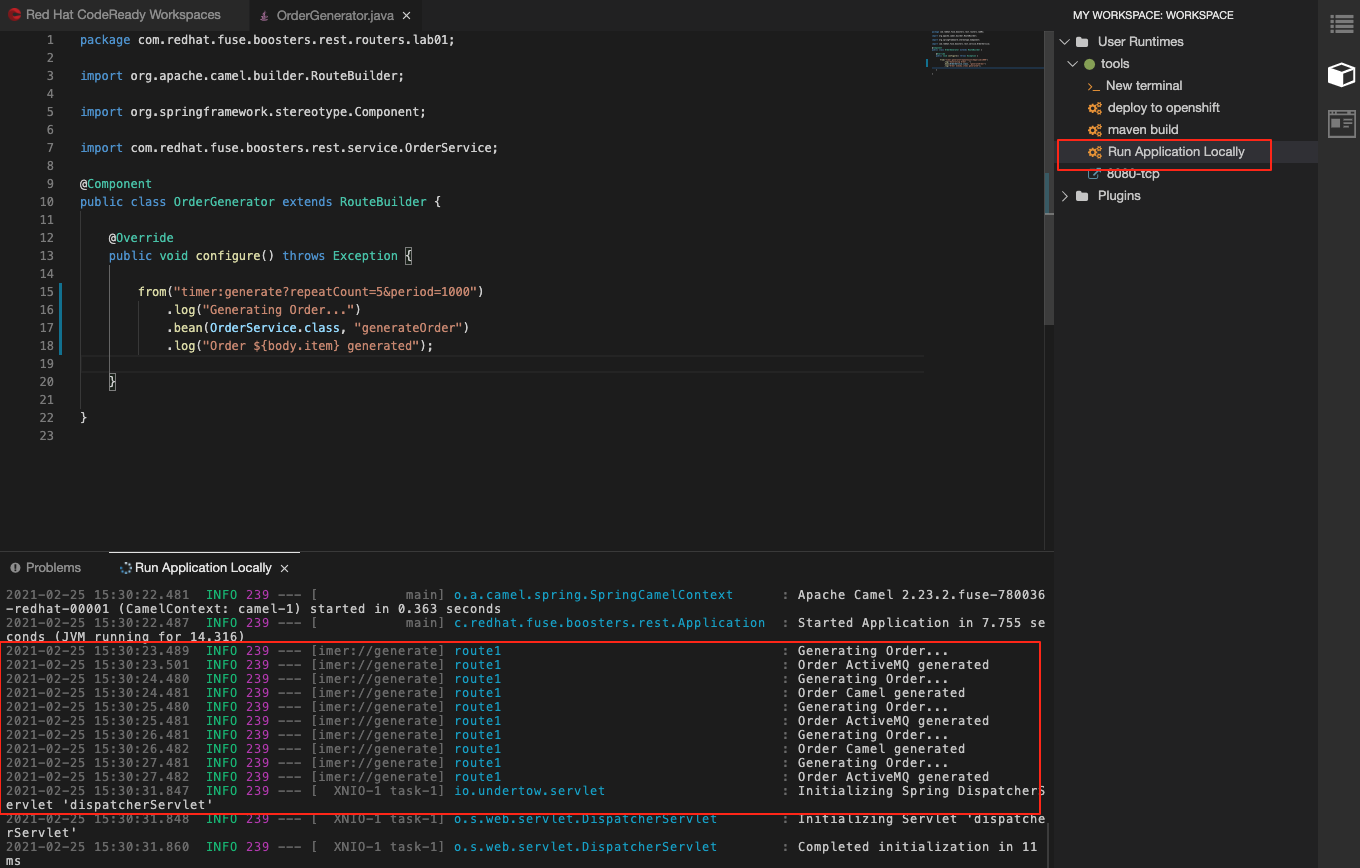 Red Hat CodeReady Workspaces
OrderGenerator.java ×
1 package com.redhat.fuse.boosters.rest.routers.lab01;
2
3 import org.apache.camel.builder.RouteBuilder;
4
5 import org.springframework.stereotype.Component;
6
7 import com.redhat.fuse.boosters.rest.service.OrderService;
8
9 @Component
10 public class OrderGenerator extends RouteBuilder {
11
12 @Override
13 public void configure() throws Exception {
14
15 from("timer:generate?repeatCount=5&period=1000")
16 .log("Generating Order...")
17 .bean(OrderService.class, "generateOrder")
18 .log("Order ${body.item} generated");
19
20 }
21
22 }
23
MY WORKSPACE: WORKSPACE
User Runtimes
tools
>_ New terminal
deploy to openshift
maven build
Run Application Locally
8080-tcp
Plugins
Problems
Run Application Locally ×
2021-02-25 15:30:22.481 INFO 239 --- [ main] o.a.camel.spring.SpringCamelContext : Apache Camel 2.23.2.fuse-780036
-redhat-00001 (CamelContext: camel-1) started in 0.363 seconds
2021-02-25 15:30:22.487 INFO 239 --- [ main] c.redhat.fuse.boosters.rest.Application : Started Application in 7.755 se
conds (JVM running for 14.316)
2021-02-25 15:30:23.489 INFO 239 --- [imer://generate] route1 : Generating Order...
2021-02-25 15:30:23.501 INFO 239 --- [imer://generate] route1 : Order ActiveMQ generated
2021-02-25 15:30:24.480 INFO 239 --- [imer://generate] route1 : Generating Order...
2021-02-25 15:30:24.481 INFO 239 --- [imer://generate] route1 : Order Camel generated
2021-02-25 15:30:25.480 INFO 239 --- [imer://generate] route1 : Generating Order...
2021-02-25 15:30:25.481 INFO 239 --- [imer://generate] route1 : Order ActiveMQ generated
2021-02-25 15:30:26.481 INFO 239 --- [imer://generate] route1 : Generating Order...
2021-02-25 15:30:26.482 INFO 239 --- [imer://generate] route1 : Order Camel generated
2021-02-25 15:30:27.481 INFO 239 --- [imer://generate] route1 : Generating Order...
2021-02-25 15:30:27.482 INFO 239 --- [imer://generate] route1 : Order ActiveMQ generated
2021-02-25 15:30:31.847 INFO 239 --- [ XNIO-1 task-1] io.undertow.servlet : Initializing Spring DispatcherS
ervlet 'dispatcherServlet'
2021-02-25 15:30:31.848 INFO 239 --- [ XNIO-1 task-1] o.s.web.servlet.DispatcherServlet : Initializing Servlet 'dispatche
rServlet'
2021-02-25 15:30:31.860 INFO 239 --- [ XNIO-1 task-1] o.s.web.servlet.DispatcherServlet : Completed initialization in 11
ms